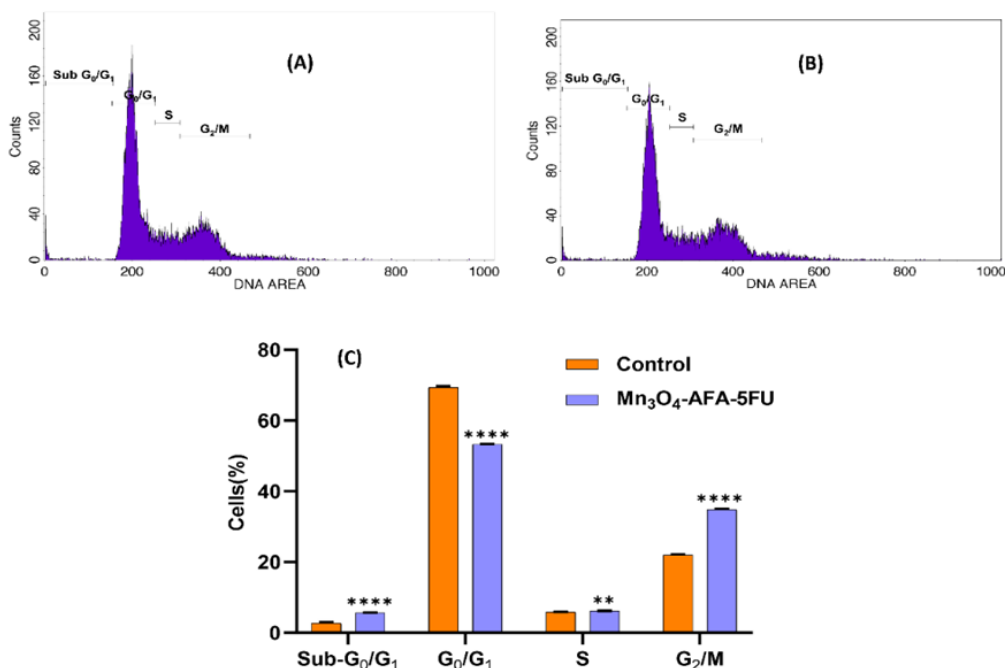 (A)
200
160
120
80
40
0
Counts
Sub G₀/G₁
G₀/G₁
S
G₂/M
0 200 400 600 800 1000
DNA AREA
(B)
200
160
120
80
40
0
Counts
Sub G₀/G₁
G₀/G₁
S
G₂/M
0 200 400 600 800 1000
DNA AREA
(C)
Control
Mn₃O₄-AFA-5FU
80
60
40
20
0
Cells(%)
****
****
**
****
Sub-G₀/G₁ G₀/G₁ S G₂/M